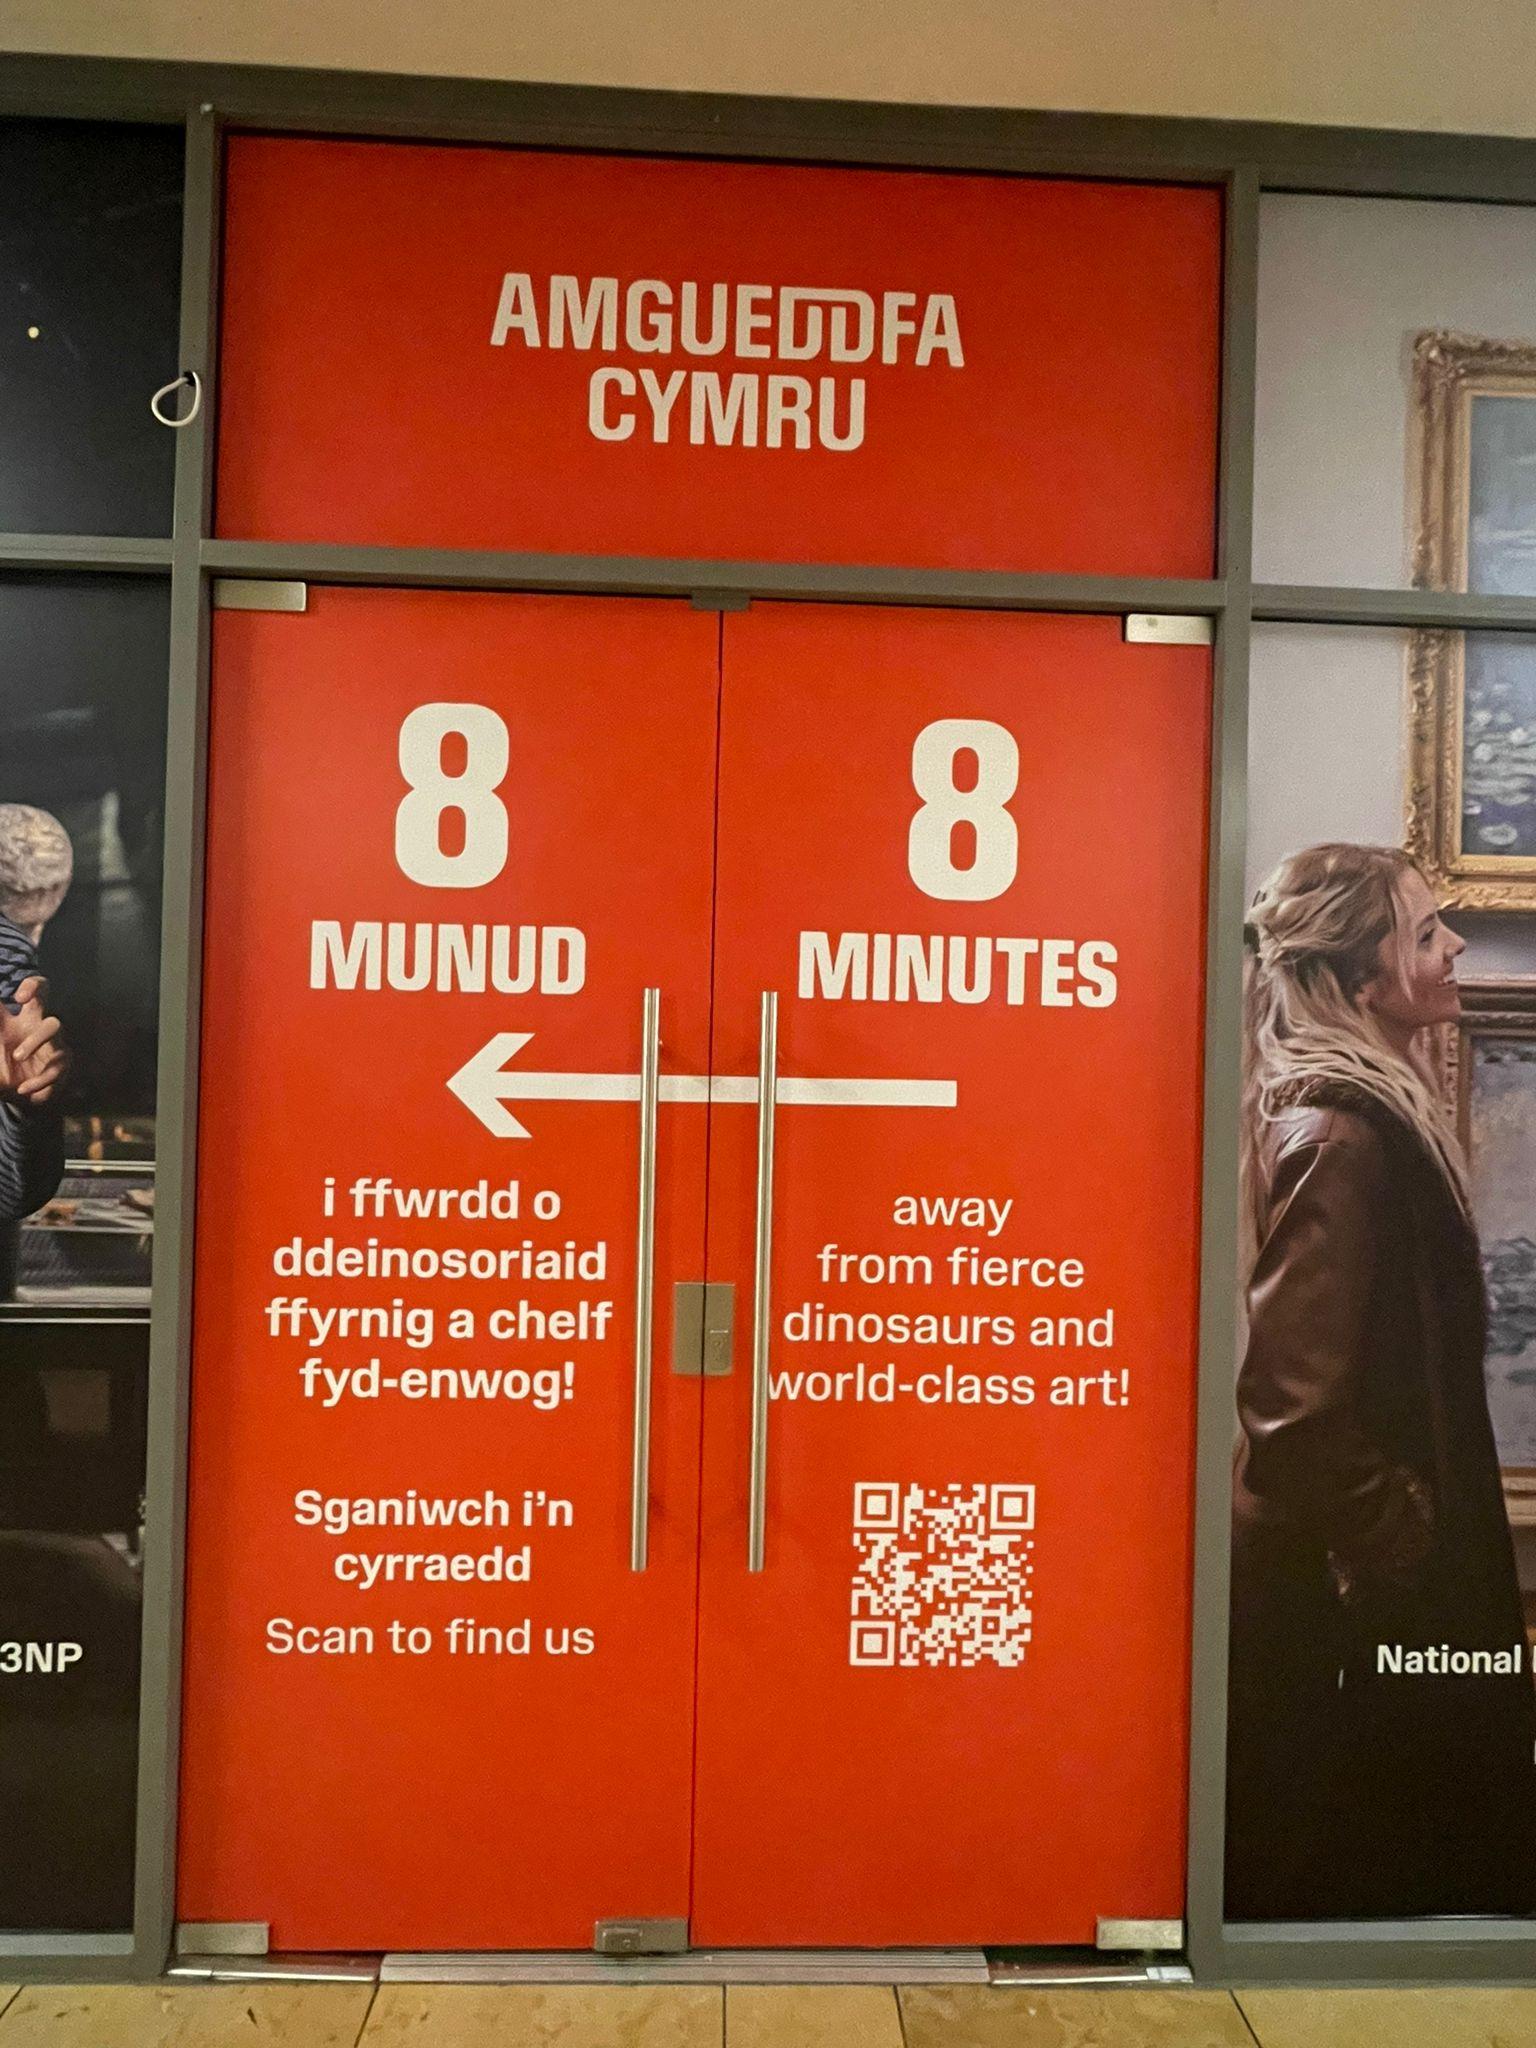 AMGUEDDFA
CYMRU
8
MUNUD
i ffwrdd o
ddeinosoriaid
ffyrnig a chelf
fyd-enwog!
Sganiwch i'n
cyrraedd
Scan to find us
8
MINUTES
away
from fierce
dinosaurs and
world-class art!
3NP
National